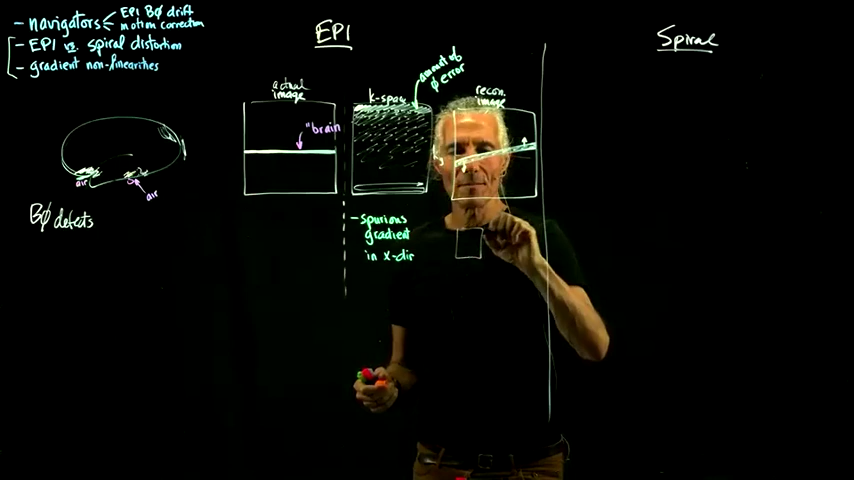 - navigators < EPI BØ drift
motion correction
- EPI vs. spiral distortion
- gradient non-linearities
EPI
Spiral
actual
image
k-space
amount of
Ø error
recon.
image
"brain
air
air
BØ defects
- spurious
gradient
in x-dir